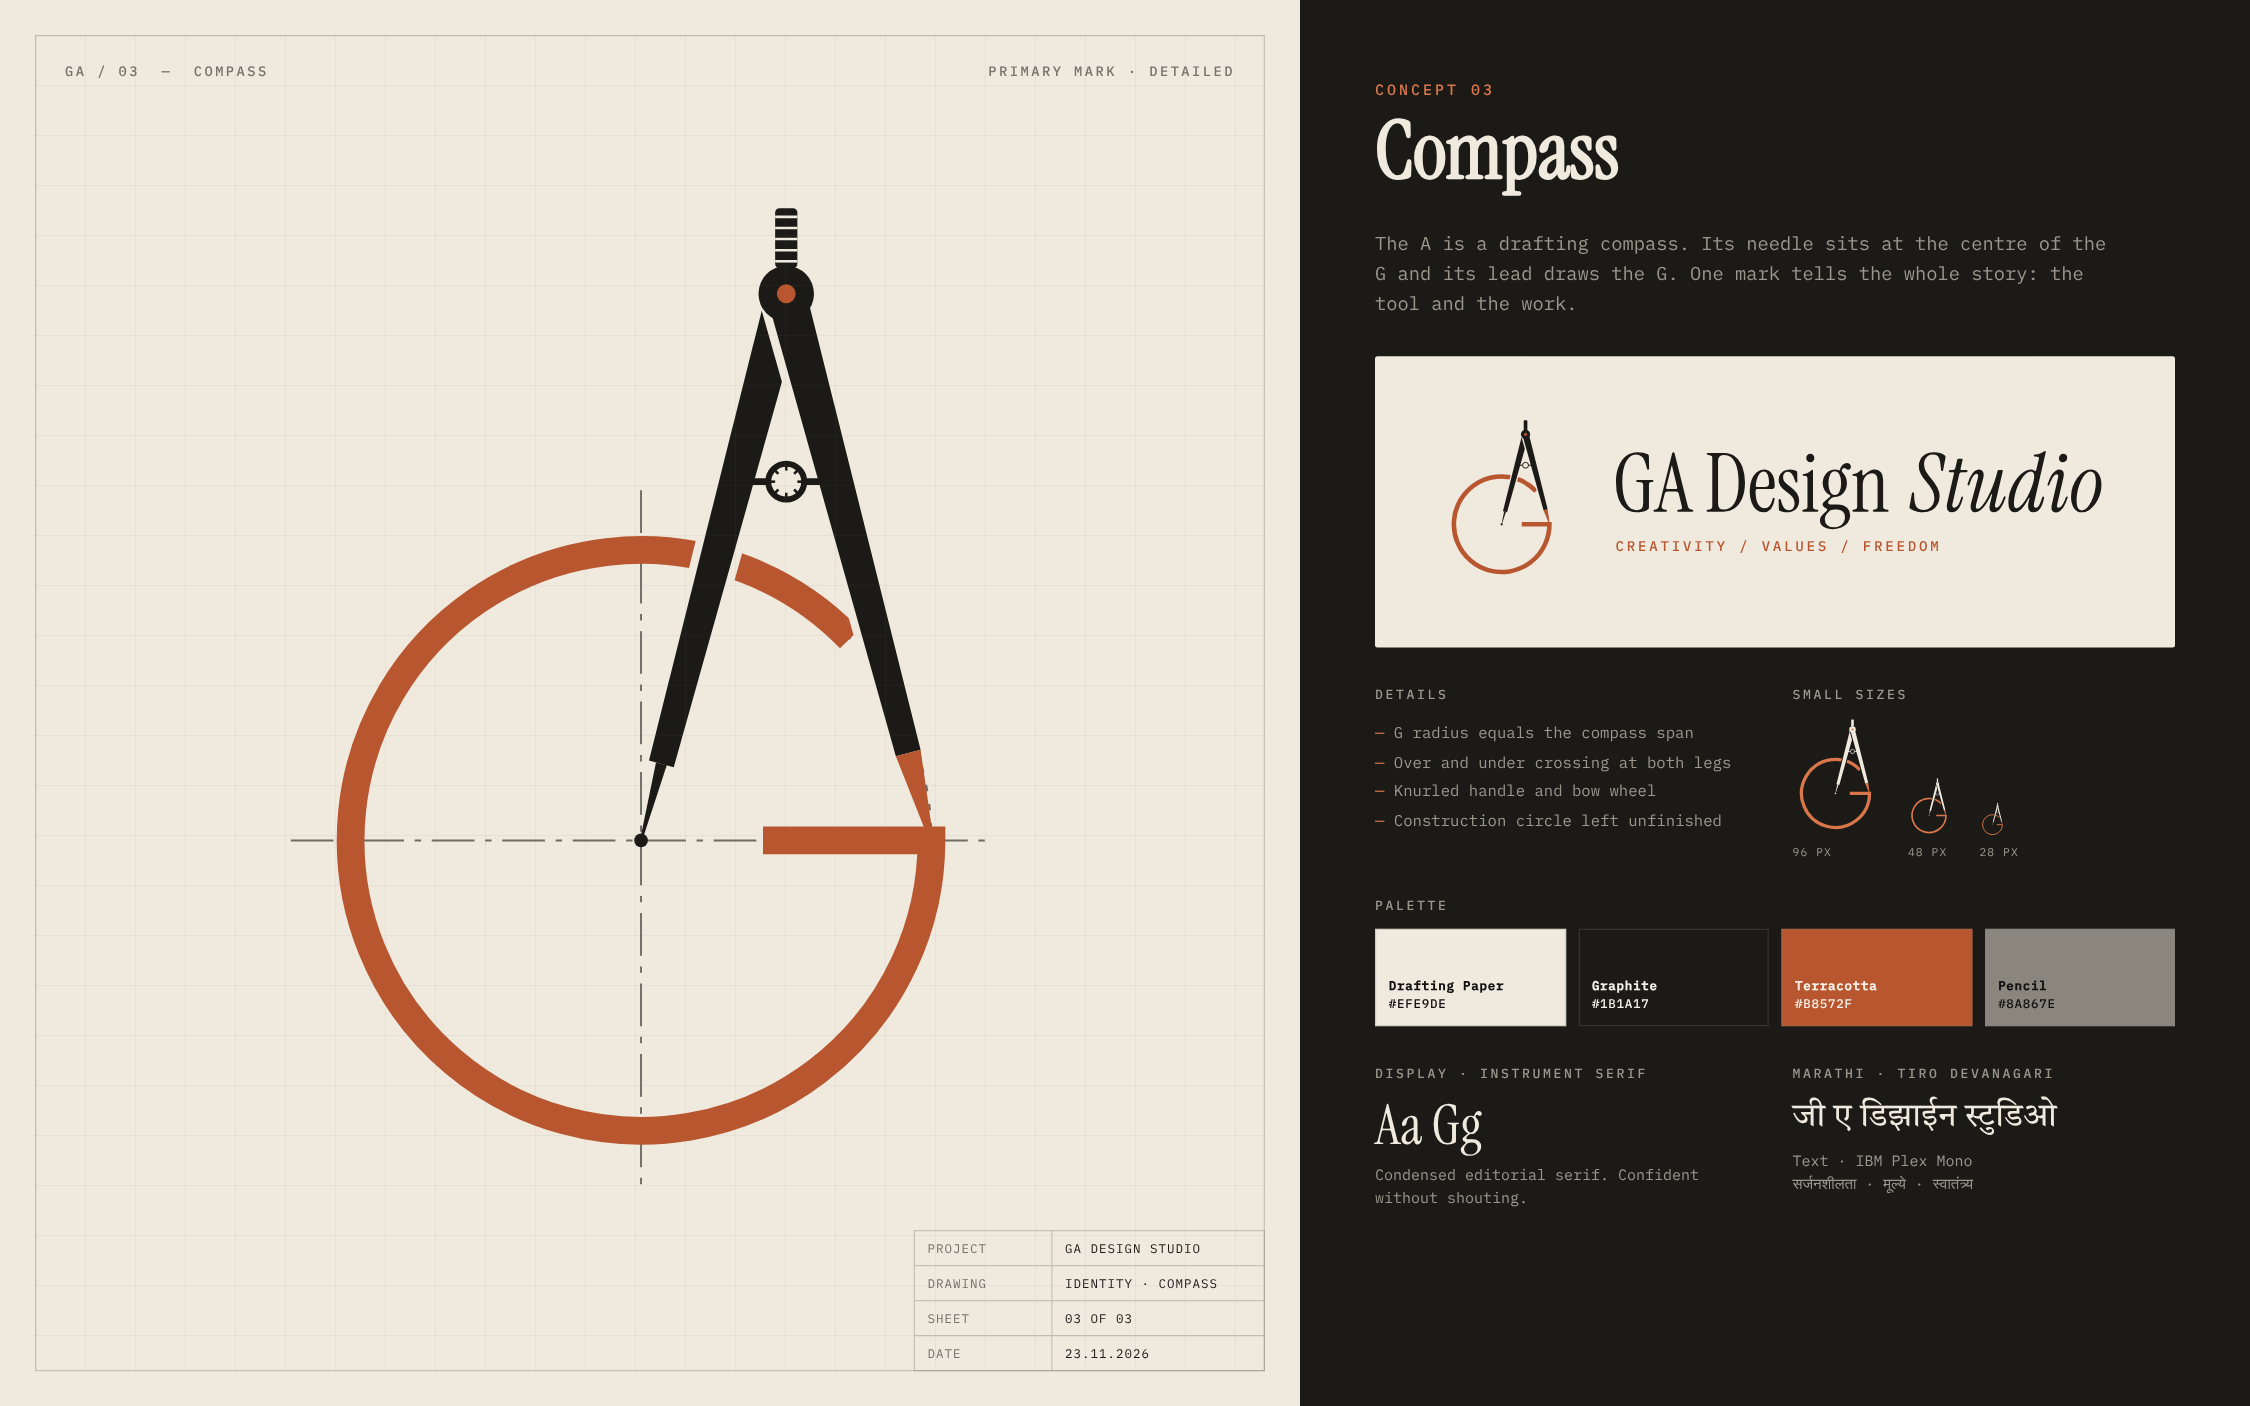 GA / 03 — COMPASS
PRIMARY MARK · DETAILED
PROJECT GA DESIGN STUDIO
DRAWING IDENTITY · COMPASS
SHEET 03 OF 03
DATE 23.11.2026
CONCEPT 03
Compass
The A is a drafting compass. Its needle sits at the centre of the
G and its lead draws the G. One mark tells the whole story: the
tool and the work.
GA Design Studio
CREATIVITY / VALUES / FREEDOM
DETAILS
— G radius equals the compass span
— Over and under crossing at both legs
— Knurled handle and bow wheel
— Construction circle left unfinished
SMALL SIZES
96 PX
48 PX
28 PX
PALETTE
Drafting Paper
#EFE9DE
Graphite
#1B1A17
Terracotta
#B8572F
Pencil
#8A867E
DISPLAY · INSTRUMENT SERIF
Aa Gg
Condensed editorial serif. Confident
without shouting.
MARATHI · TIRO DEVANAGARI
जी ए डिझाईन स्टुडिओ
Text · IBM Plex Mono
सर्जनशीलता · मूल्ये · स्वातंत्र्य